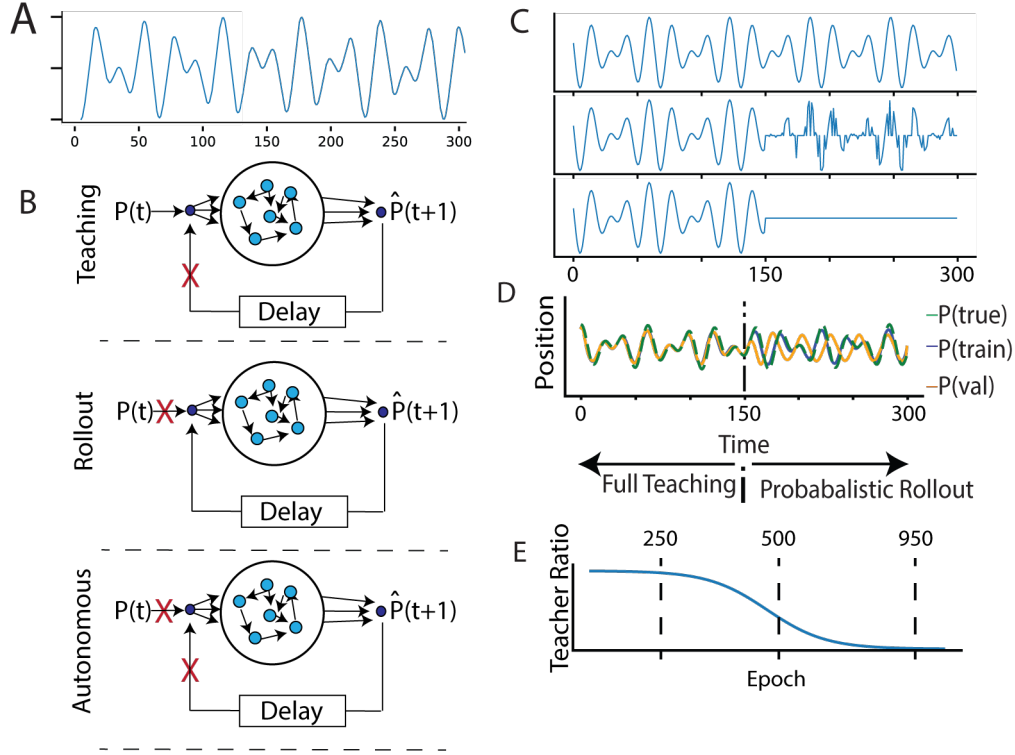 A
0 50 100 150 200 250 300
B
Teaching
P(t)
P̂(t+1)
X
Delay
Rollout
P(t)
X
P̂(t+1)
Delay
Autonomous
P(t)
X
P̂(t+1)
X
Delay
C
0 150 300
D
Position
P(true)
P(train)
P(val)
0 150 300
Time
Full Teaching
Probabalistic Rollout
E
250 500 950
Teacher Ratio
Epoch